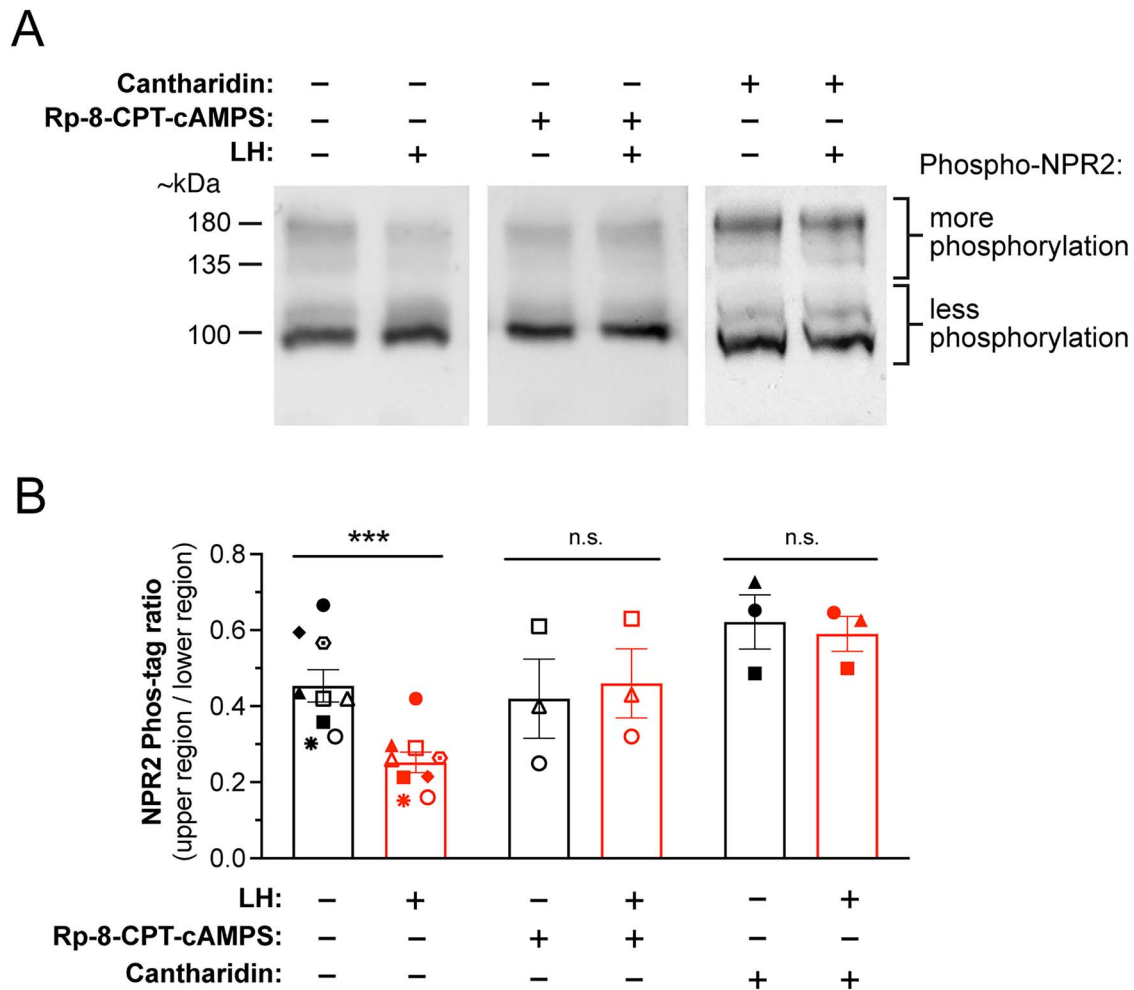 A
Cantharidin: – – – – + +
Rp-8-CPT-cAMPS: – – + + – –
LH: – + – + – +
~kDa
Phospho-NPR2:
180
135
100
more
phosphorylation
less
phosphorylation
B
*** n.s. n.s.
NPR2 Phos-tag ratio
(upper region / lower region)
0.8
0.6
0.4
0.2
0.0
LH: – + – + – +
Rp-8-CPT-cAMPS: – – + + – –
Cantharidin: – – – – + +